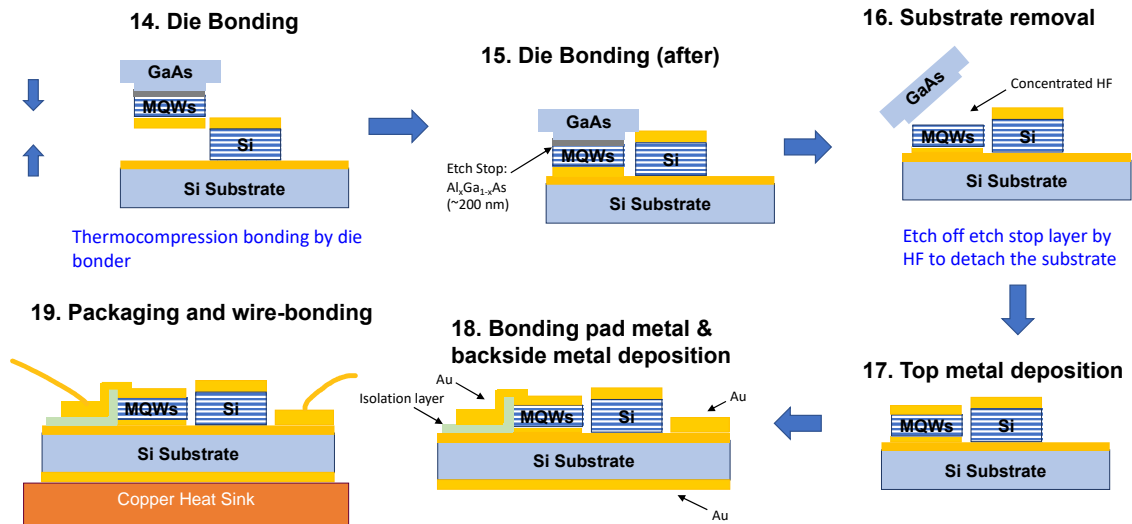 14. Die Bonding
GaAs
MQWs
Si
Si Substrate
Thermocompression bonding by die
bonder
15. Die Bonding (after)
GaAs
MQWs
Si
Etch Stop:
AlₓGa₁₋ₓAs
(~200 nm)
Si Substrate
16. Substrate removal
GaAs
Concentrated HF
MQWs
Si
Si Substrate
Etch off etch stop layer by
HF to detach the substrate
17. Top metal deposition
MQWs
Si
Si Substrate
18. Bonding pad metal &
backside metal deposition
Au
Isolation layer
MQWs
Si
Au
Si Substrate
Au
19. Packaging and wire-bonding
MQWs
Si
Si Substrate
Copper Heat Sink